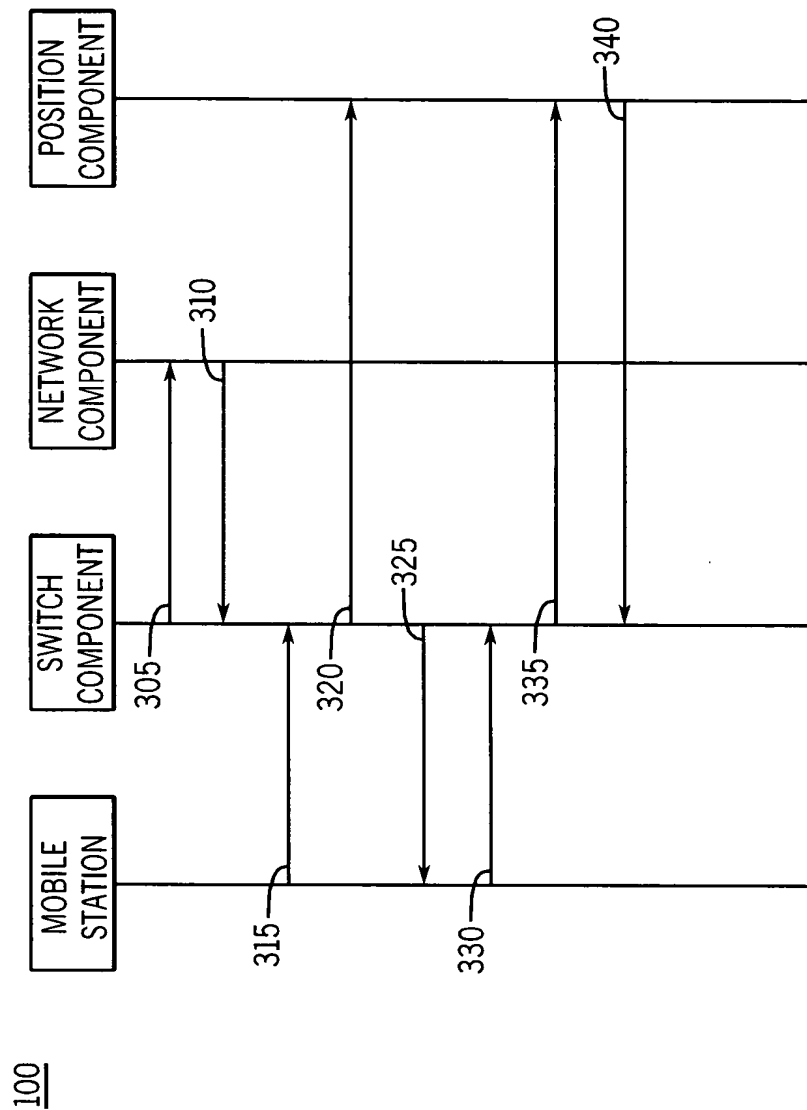 100
MOBILE
STATION
SWITCH
COMPONENT
NETWORK
COMPONENT
POSITION
COMPONENT
305
310
315
320
325
330
335
340